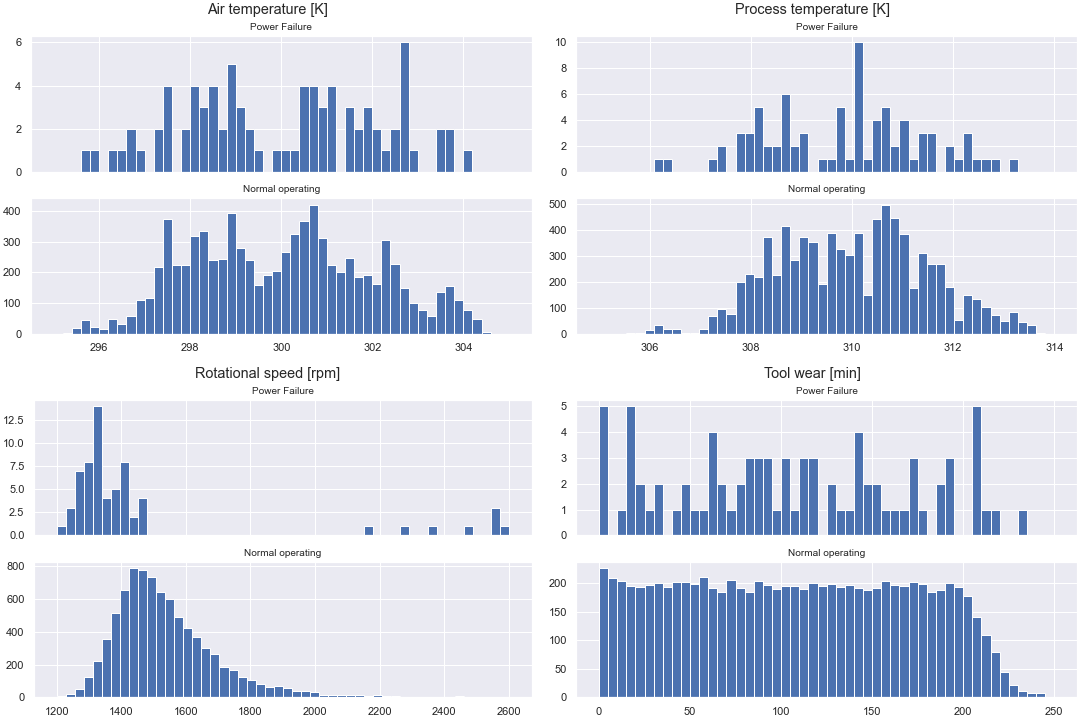 Air temperature [K]
Power Failure
6
4
2
0
Normal operating
400
300
200
100
0
296 298 300 302 304
Process temperature [K]
Power Failure
10
8
6
4
2
0
Normal operating
500
400
300
200
100
0
306 308 310 312 314
Rotational speed [rpm]
Power Failure
12.5
10.0
7.5
5.0
2.5
0.0
Normal operating
800
600
400
200
0
1200 1400 1600 1800 2000 2200 2400 2600
Tool wear [min]
Power Failure
5
4
3
2
1
0
Normal operating
200
150
100
50
0
0 50 100 150 200 250